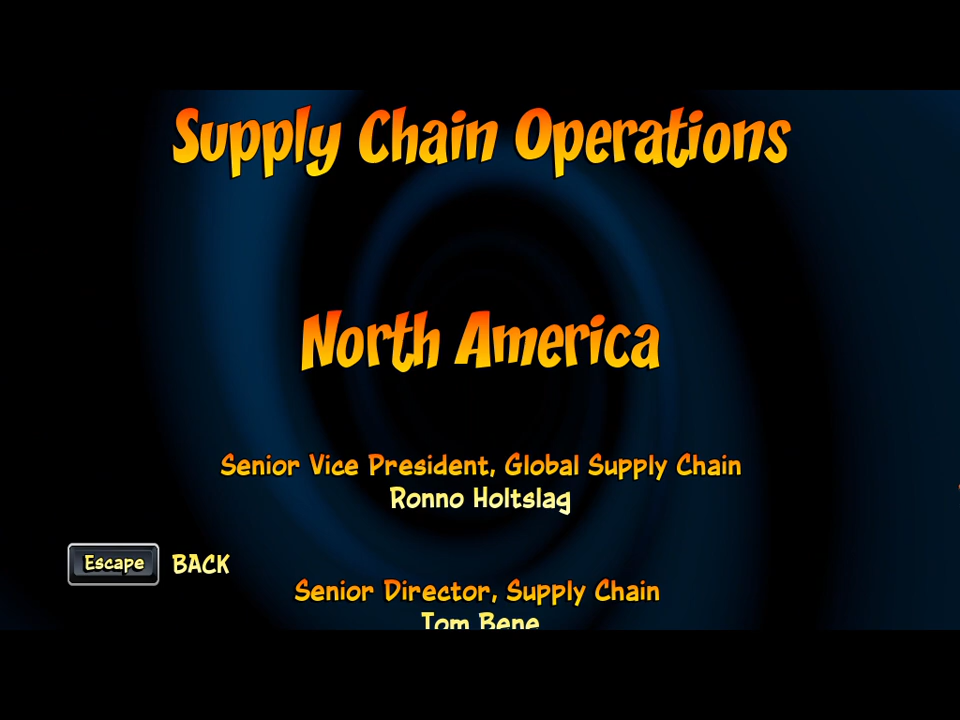 Supply Chain Operations
North America
Senior Vice President, Global Supply Chain
Ronno Holtslag
Escape BACK
Senior Director, Supply Chain
Tom Bene